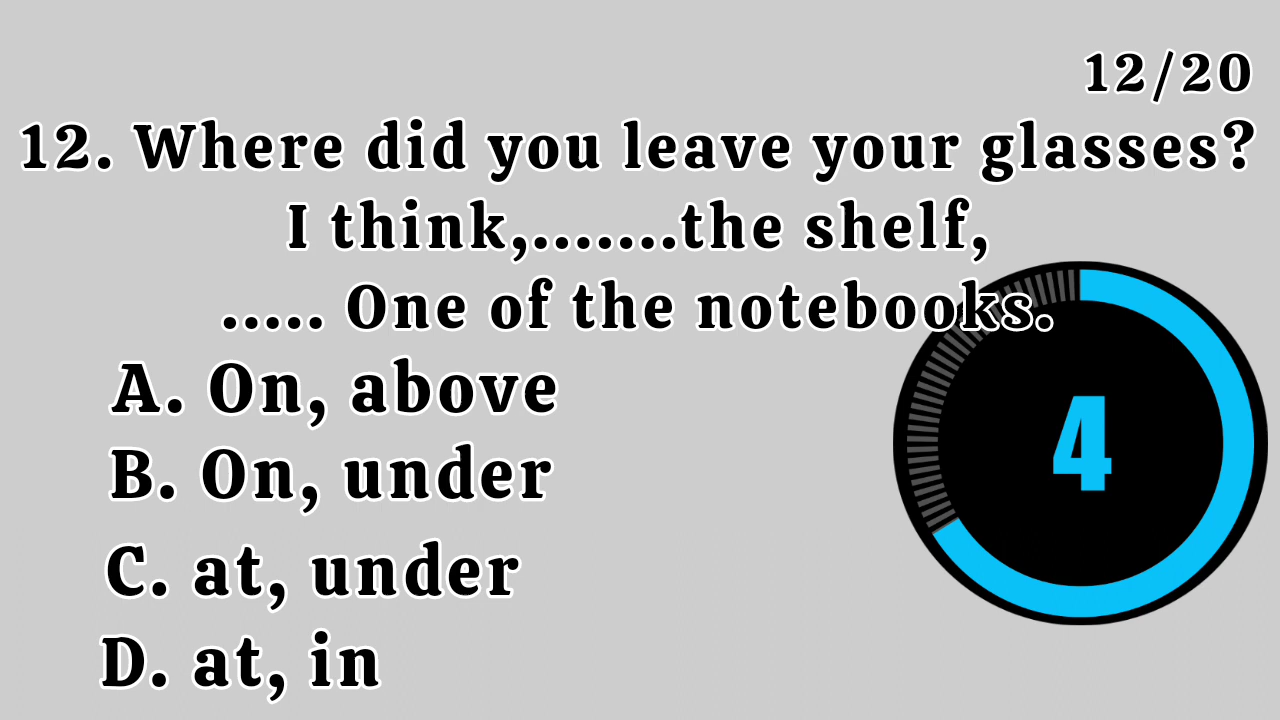 12/20
12. Where did you leave your glasses?
I think,.......the shelf,
..... One of the notebooks.
A. On, above
B. On, under
C. at, under
D. at, in
4